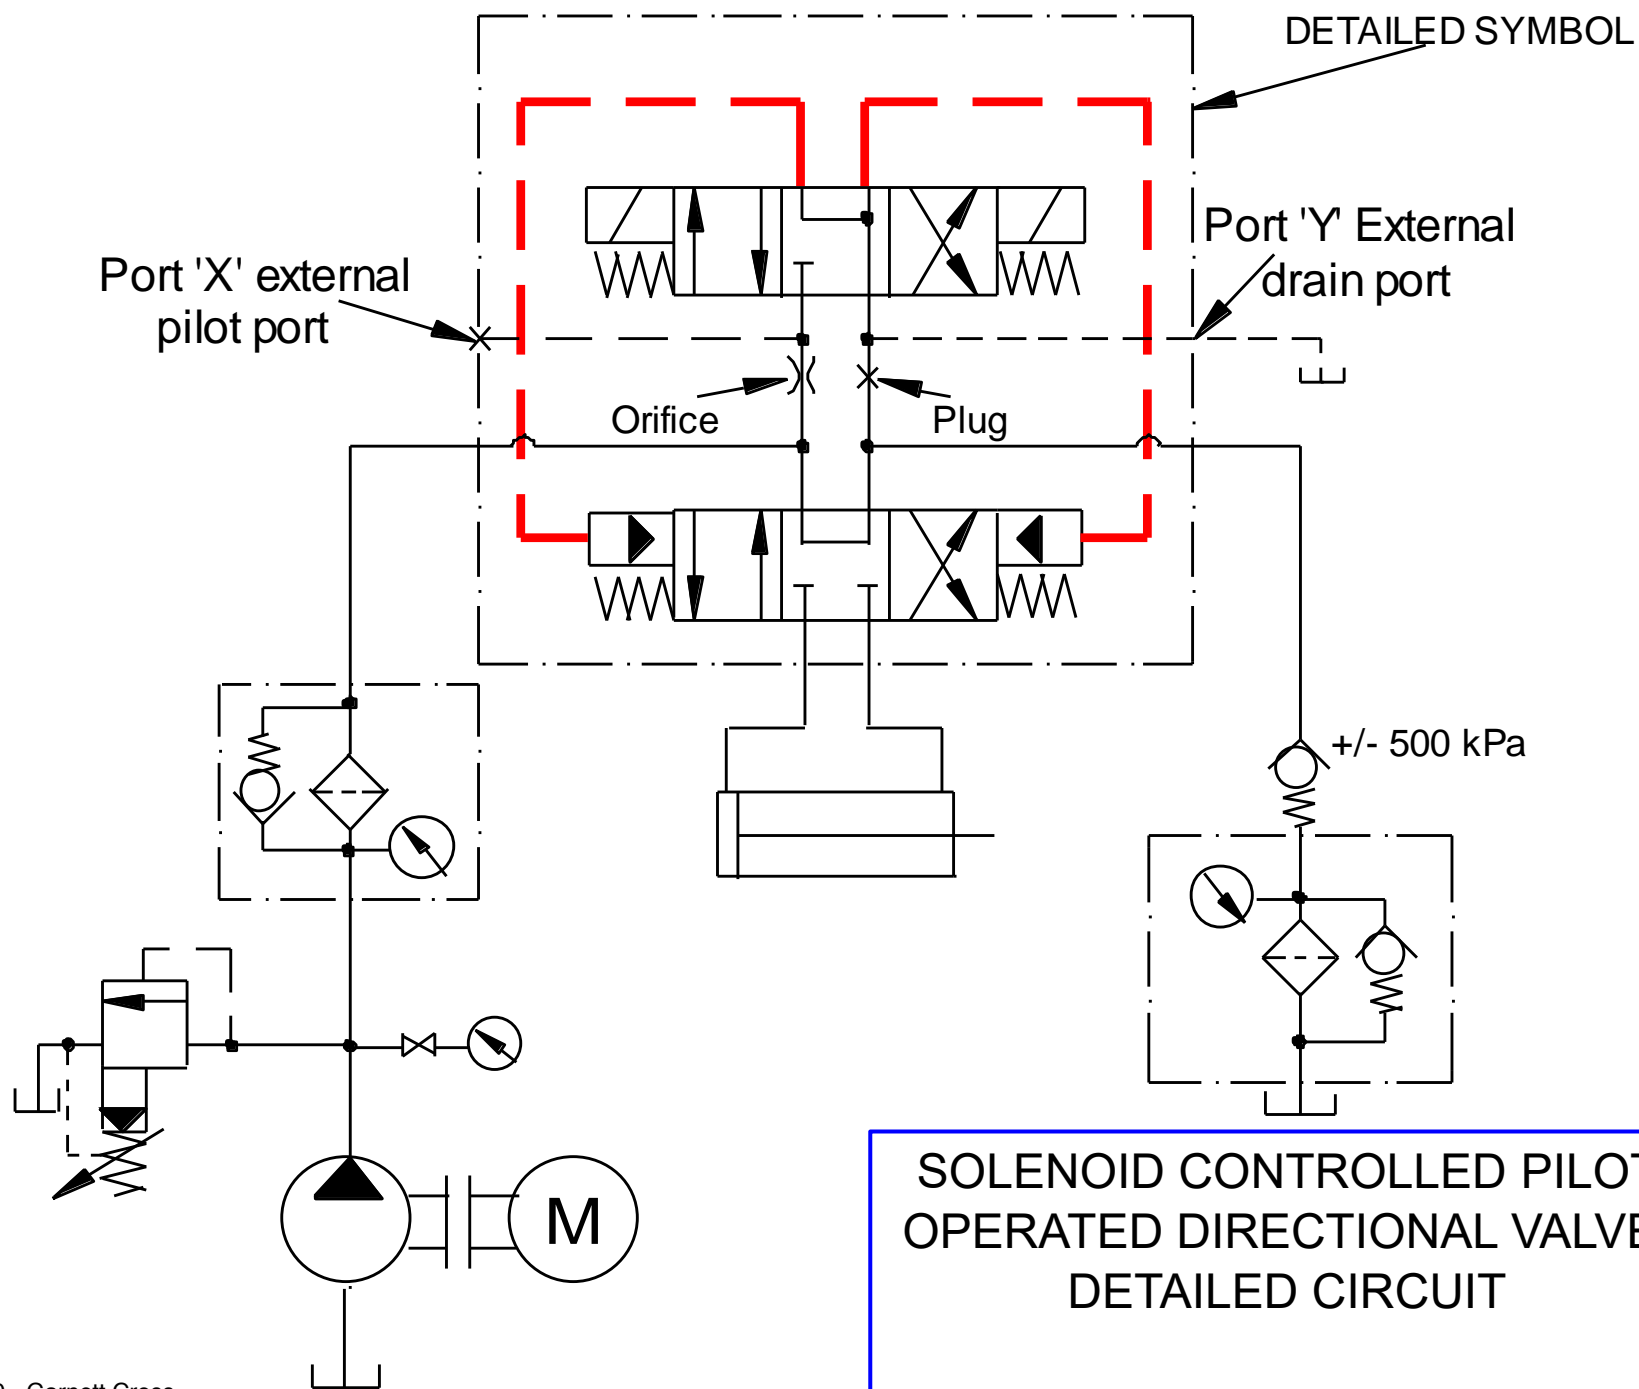 DETAILED SYMBOL
Port 'X' external
pilot port
Port 'Y' External
drain port
Orifice
Plug
+/- 500 kPa
M
SOLENOID CONTROLLED PILOT
OPERATED DIRECTIONAL VALVE
DETAILED CIRCUIT